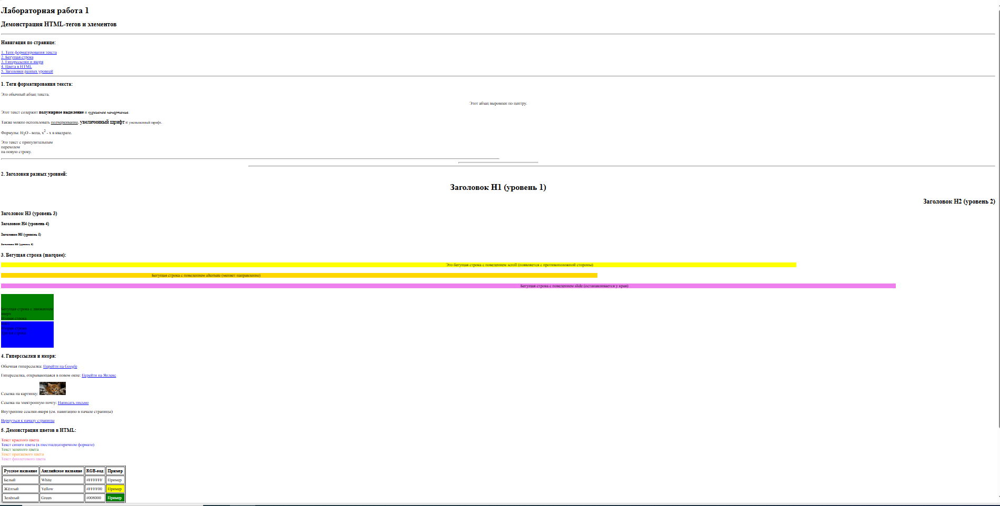 Лабораторная работа 1
Демонстрация HTML-тегов и элементов
Навигация по странице:
1. Теги форматирования текста
2. Бегущая строка
3. Гиперссылки и якоря
4. Цвета в HTML
5. Заголовки разных уровней
1. Теги форматирования текста:
Это обычный абзац текста.
Этот абзац выровнен по центру.
Этот текст содержит полужирное выделение и курсивное начертание.
Также можно использовать подчеркивание, увеличенный шрифт и уменьшенный шрифт.
Формулы: H2O - вода, x2 - x в квадрате.
Это текст с принудительным
переходом
на новую строку.
2. Заголовки разных уровней:
Заголовок H1 (уровень 1)
Заголовок H2 (уровень 2)
Заголовок H3 (уровень 3)
Заголовок H4 (уровень 4)
Заголовок H5 (уровень 5)
Заголовок H6 (уровень 6)
3. Бегущая строка (marquee):
Это бегущая строка с поведением scroll (появляется с противоположной стороны)
Бегущая строка с поведением alternate (меняет направление)
Бегущая строка с поведением slide (останавливается у края)
Бегущая строка с движением
вверх
Вторая строка
4. Гиперссылки и якоря:
Обычная гиперссылка: Перейти на Google
Гиперссылка, открывающаяся в новом окне: Перейти на Яндекс
Ссылка на картинку:
Ссылка на электронную почту: Написать письмо
Внутренние ссылки-якоря (см. навигацию в начале страницы)
Вернуться к началу страницы
5. Демонстрация цветов в HTML:
Текст красного цвета
Текст синего цвета (в шестнадцатеричном формате)
Текст зеленого цвета
Текст оранжевого цвета
Текст фиолетового цвета
Русское название Английское название RGB-код Пример
Белый White #FFFFFF Пример
Жёлтый Yellow #FFFF00 Пример
Зелёный Green #008000 Пример